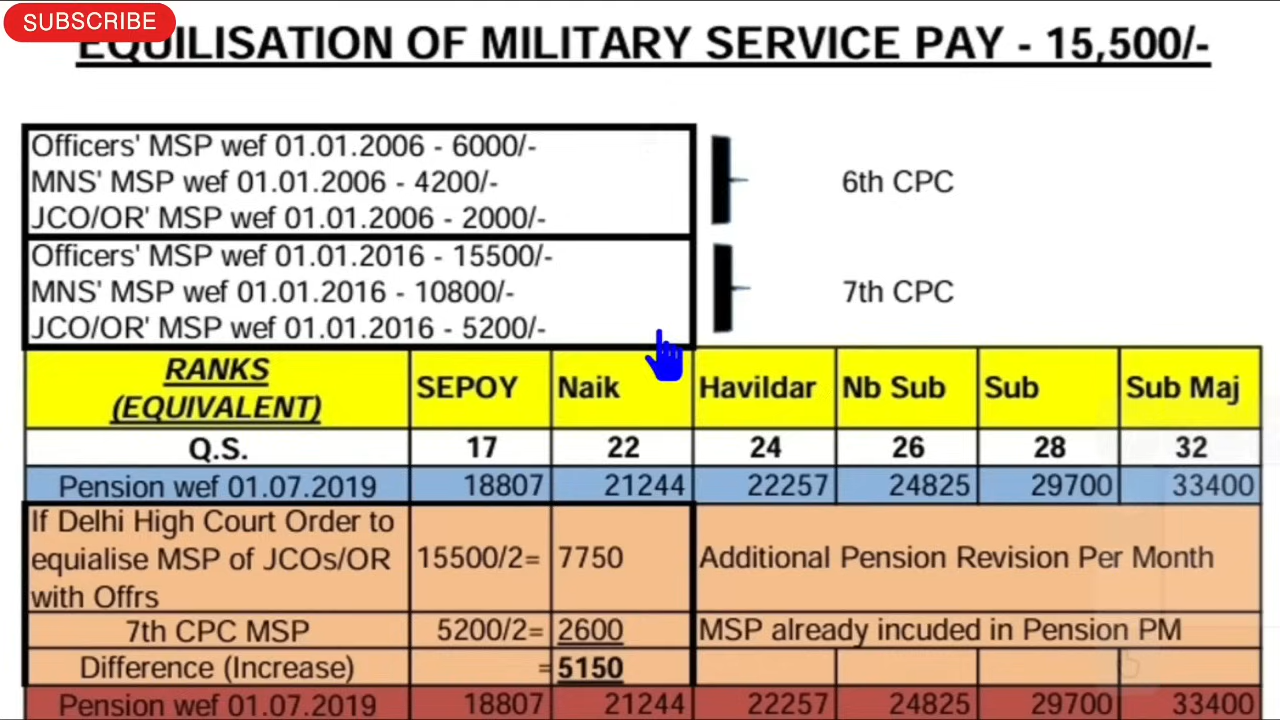 SUBSCRIBE
EQUILISATION OF MILITARY SERVICE PAY - 15,500/-
Officers' MSP wef 01.01.2006 - 6000/-
MNS' MSP wef 01.01.2006 - 4200/-
JCO/OR' MSP wef 01.01.2006 - 2000/-
6th CPC
Officers' MSP wef 01.01.2016 - 15500/-
MNS' MSP wef 01.01.2016 - 10800/-
JCO/OR' MSP wef 01.01.2016 - 5200/-
7th CPC
RANKS
(EQUIVALENT)
SEPOY Naik Havildar Nb Sub Sub Sub Maj
Q.S. 17 22 24 26 28 32
Pension wef 01.07.2019 18807 21244 22257 24825 29700 33400
If Delhi High Court Order to
equialise MSP of JCOs/OR
with Offrs
15500/2= 7750 Additional Pension Revision Per Month
7th CPC MSP 5200/2= 2600 MSP already incuded in Pension PM
Difference (Increase) = 5150
Pension wef 01.07.2019 18807 21244 22257 24825 29700 33400